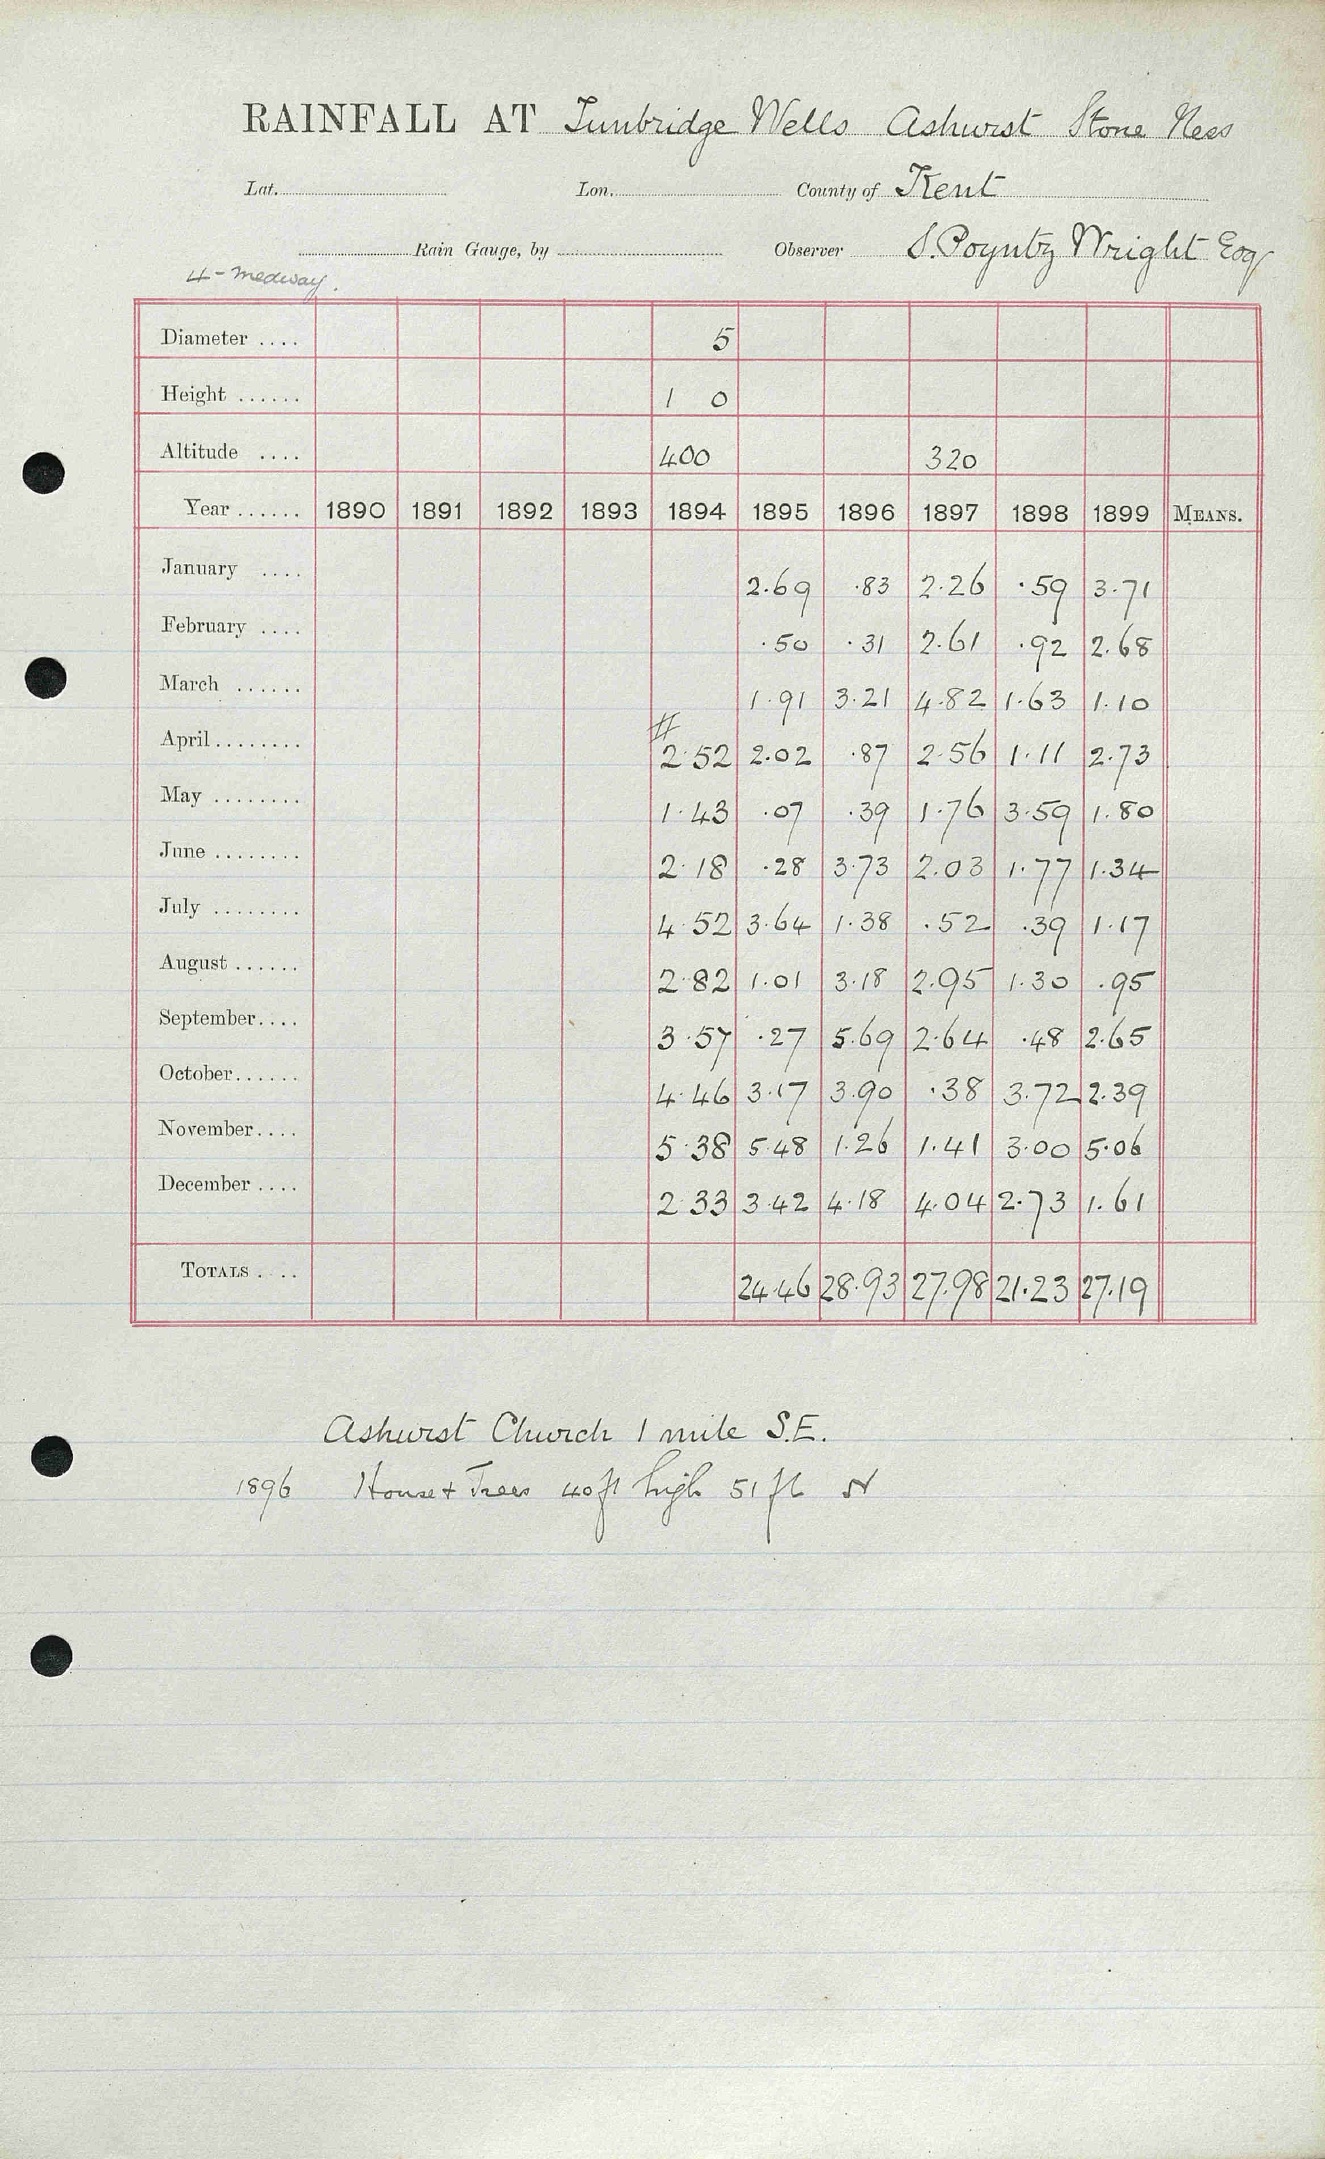 RAINFALL AT Tunbridge Wells Ashurst Stone Ness
Lat. Lon. County of Kent
Rain Gauge, by Observer S. Poyntz Wright Esq
4 - Medway.
Diameter .... 5
Height ...... 1 0
Altitude .... 400 320
Year ...... 1890 1891 1892 1893 1894 1895 1896 1897 1898 1899 MEANS.
January .... 2.69 .83 2.26 .59 3.71
February .... .50 .31 2.61 .92 2.68
March ...... 1.91 3.21 4.82 1.63 1.10
April........ # 2.52 2.02 .87 2.56 1.11 2.73
May ........ 1.43 .07 .39 1.76 3.59 1.80
June ........ 2.18 .28 3.73 2.03 1.77 1.34
July ........ 4.52 3.64 1.38 .52 .39 1.17
August ...... 2.82 1.01 3.18 2.95 1.30 .95
September.... 3.57 .27 5.69 2.64 .48 2.65
October...... 4.46 3.17 3.90 .38 3.72 2.39
November.... 5.38 5.48 1.26 1.41 3.00 5.06
December .... 2.33 3.42 4.18 4.04 2.73 1.61
TOTALS .... 24.46 28.93 27.98 21.23 27.19
Ashurst Church 1 mile S.E.
1896 House & Trees 40 ft high 51 ft N